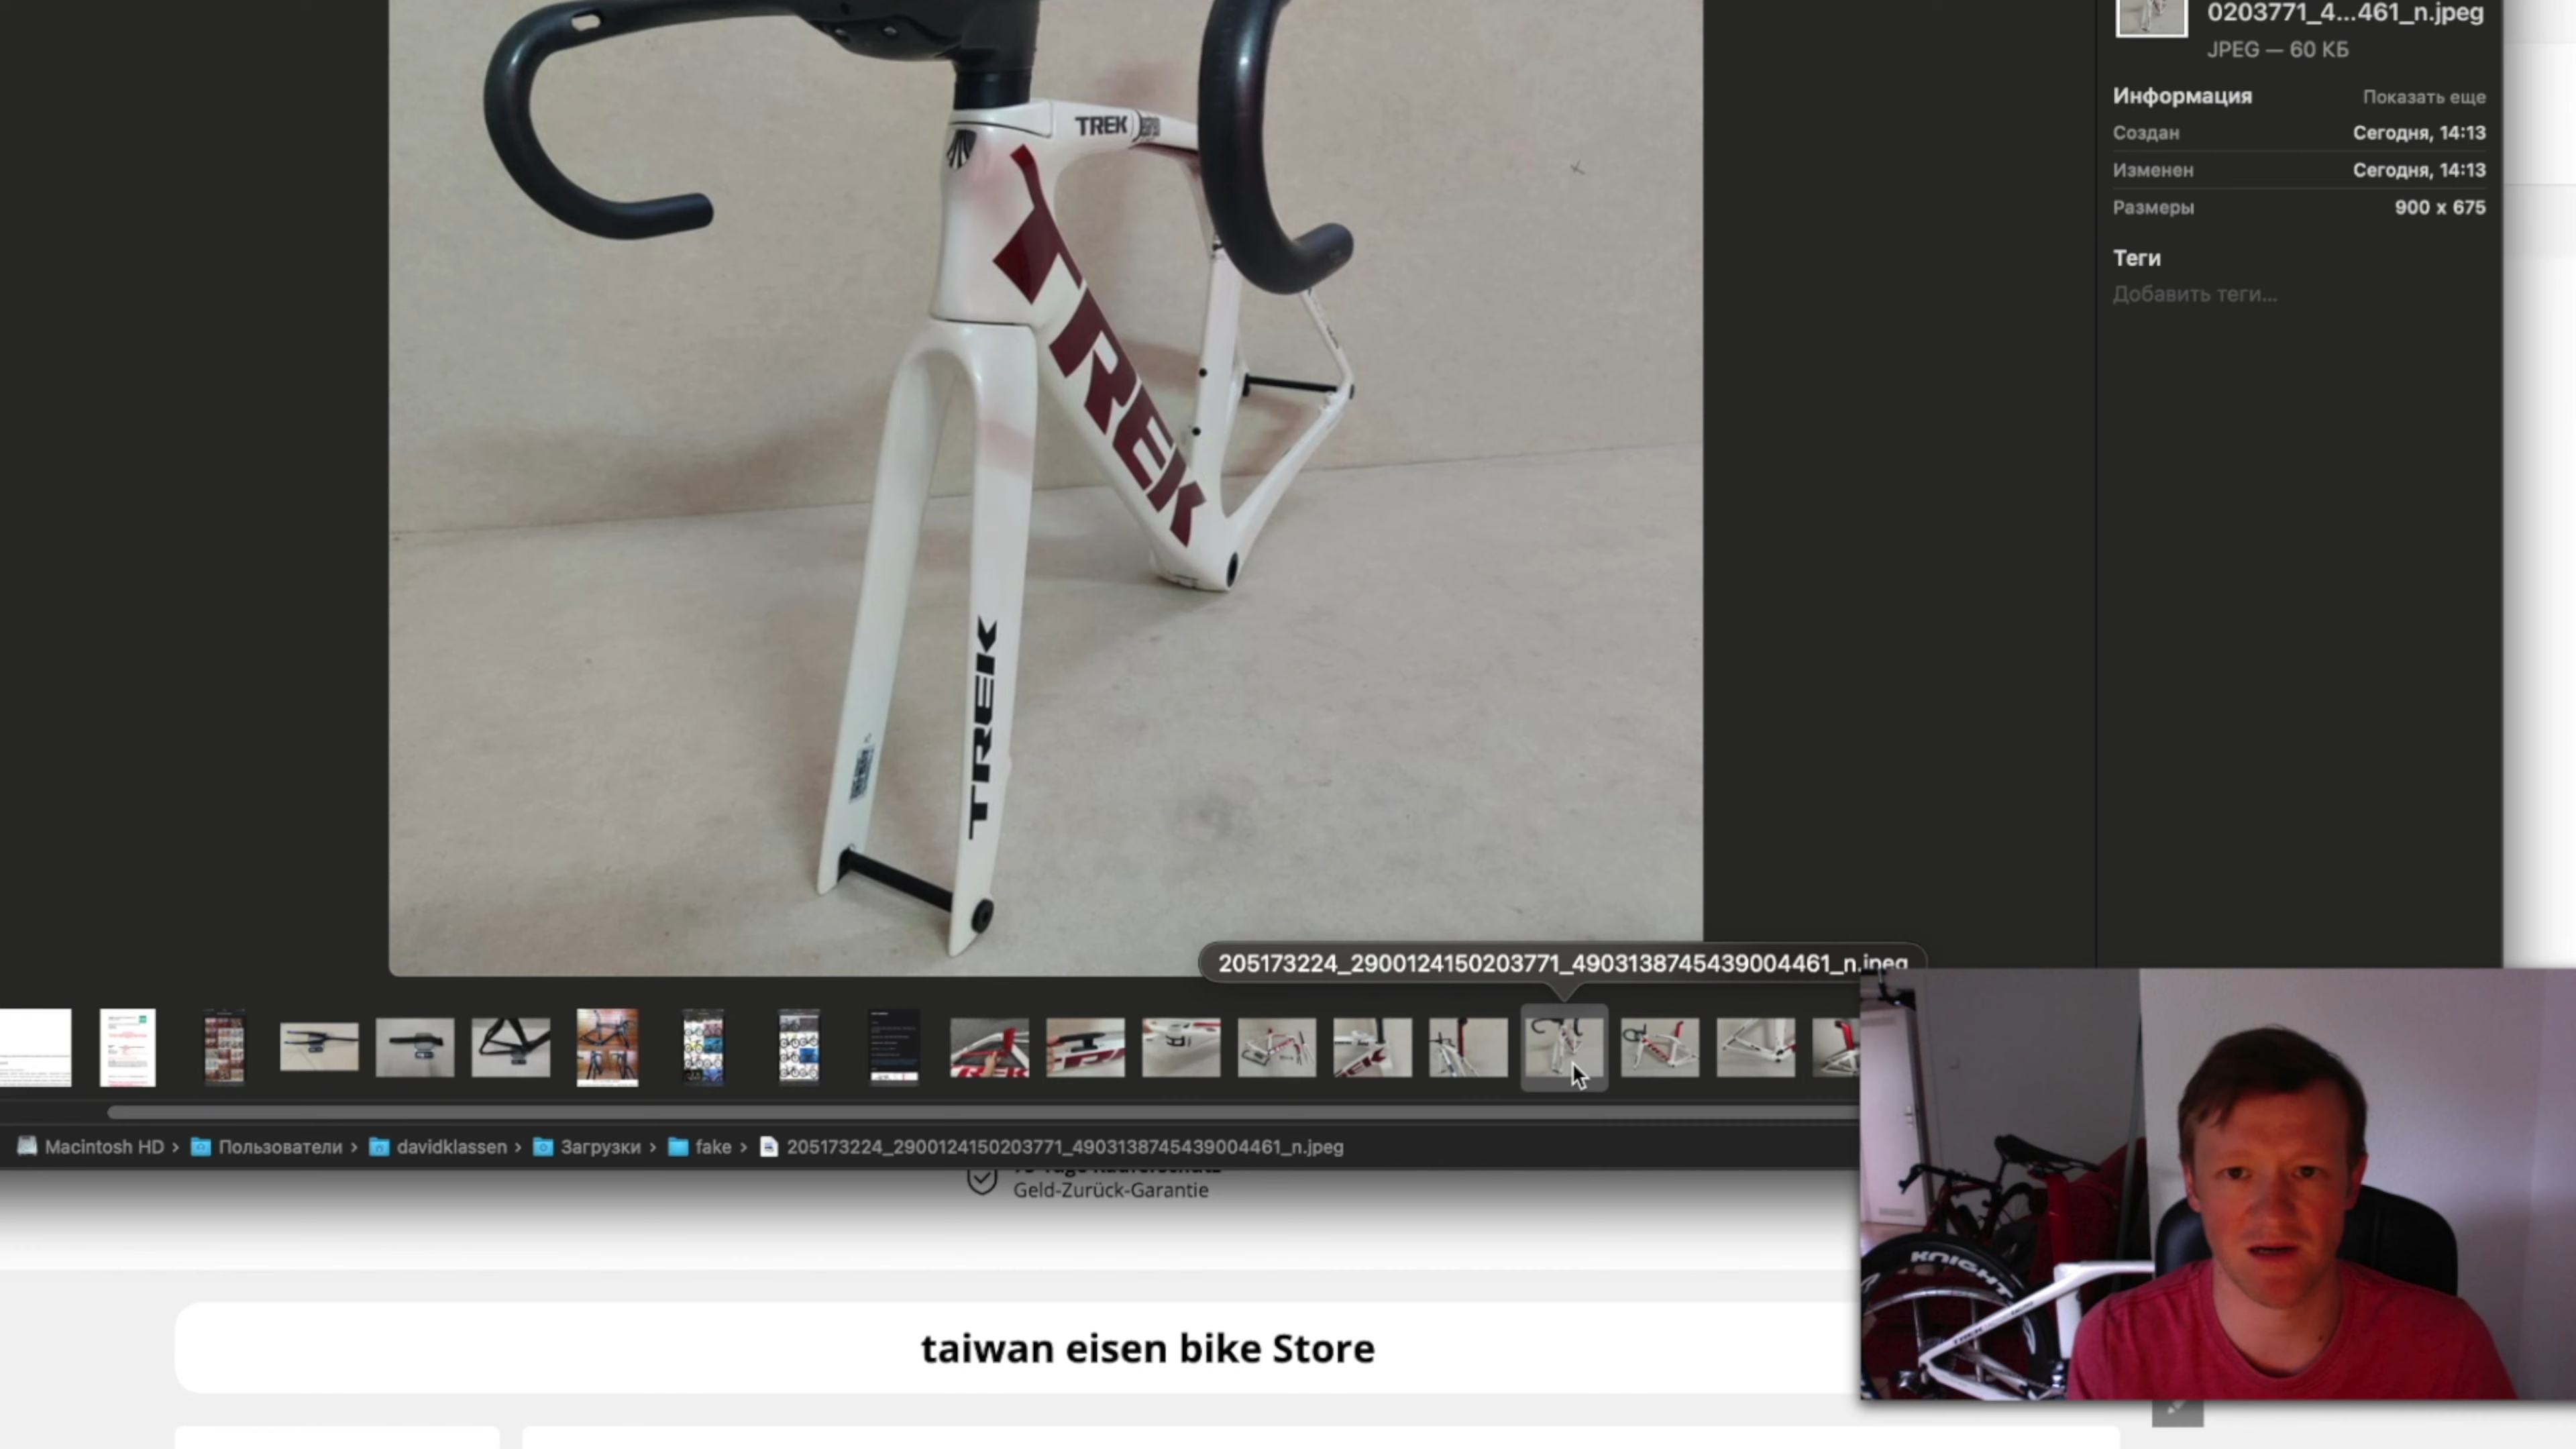 0203771_4...461_n.jpeg
JPEG — 60 КБ
Информация Показать еще
Создан Сегодня, 14:13
Изменен Сегодня, 14:13
Размеры 900 x 675
Теги
Добавить теги...
TREK
TREK
TREK
205173224_2900124150203771_4903138745439004461_n.jpeg
Macintosh HD › Пользователи › davidklassen › Загрузки › fake › 205173224_2900124150203771_4903138745439004461_n.jpeg
Geld-Zurück-Garantie
KNIGHT
TREK
taiwan eisen bike Store